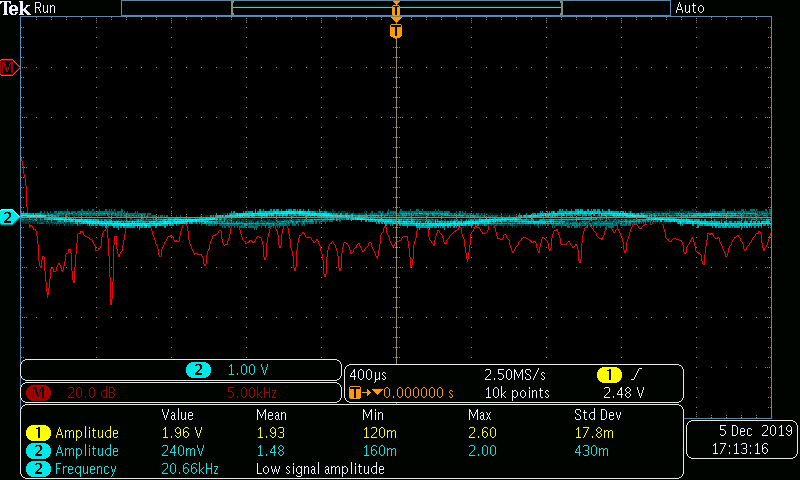 Tek Run Auto
T
M
2
2 1.00 V
M 20.0 dB 5.00kHz
400µs 2.50MS/s 1
T 0.000000 s 10k points 2.48 V
Value Mean Min Max Std Dev
1 Amplitude 1.96 V 1.93 120m 2.60 17.8m
2 Amplitude 240mV 1.48 160m 2.00 430m
2 Frequency 20.66kHz Low signal amplitude
5 Dec 2019
17:13:16